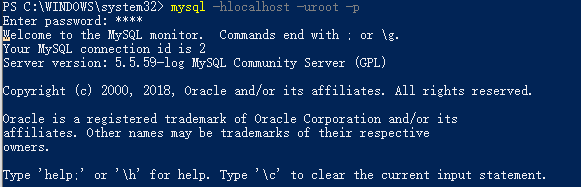 PS C:\WINDOWS\system32> mysql -hlocalhost -uroot -p
Enter password: ****
Welcome to the MySQL monitor.  Commands end with ; or \g.
Your MySQL connection id is 2
Server version: 5.5.59-log MySQL Community Server (GPL)
Copyright (c) 2000, 2018, Oracle and/or its affiliates. All rights reserved.
Oracle is a registered trademark of Oracle Corporation and/or its
affiliates. Other names may be trademarks of their respective
owners.
Type 'help;' or '\h' for help. Type '\c' to clear the current input statement.